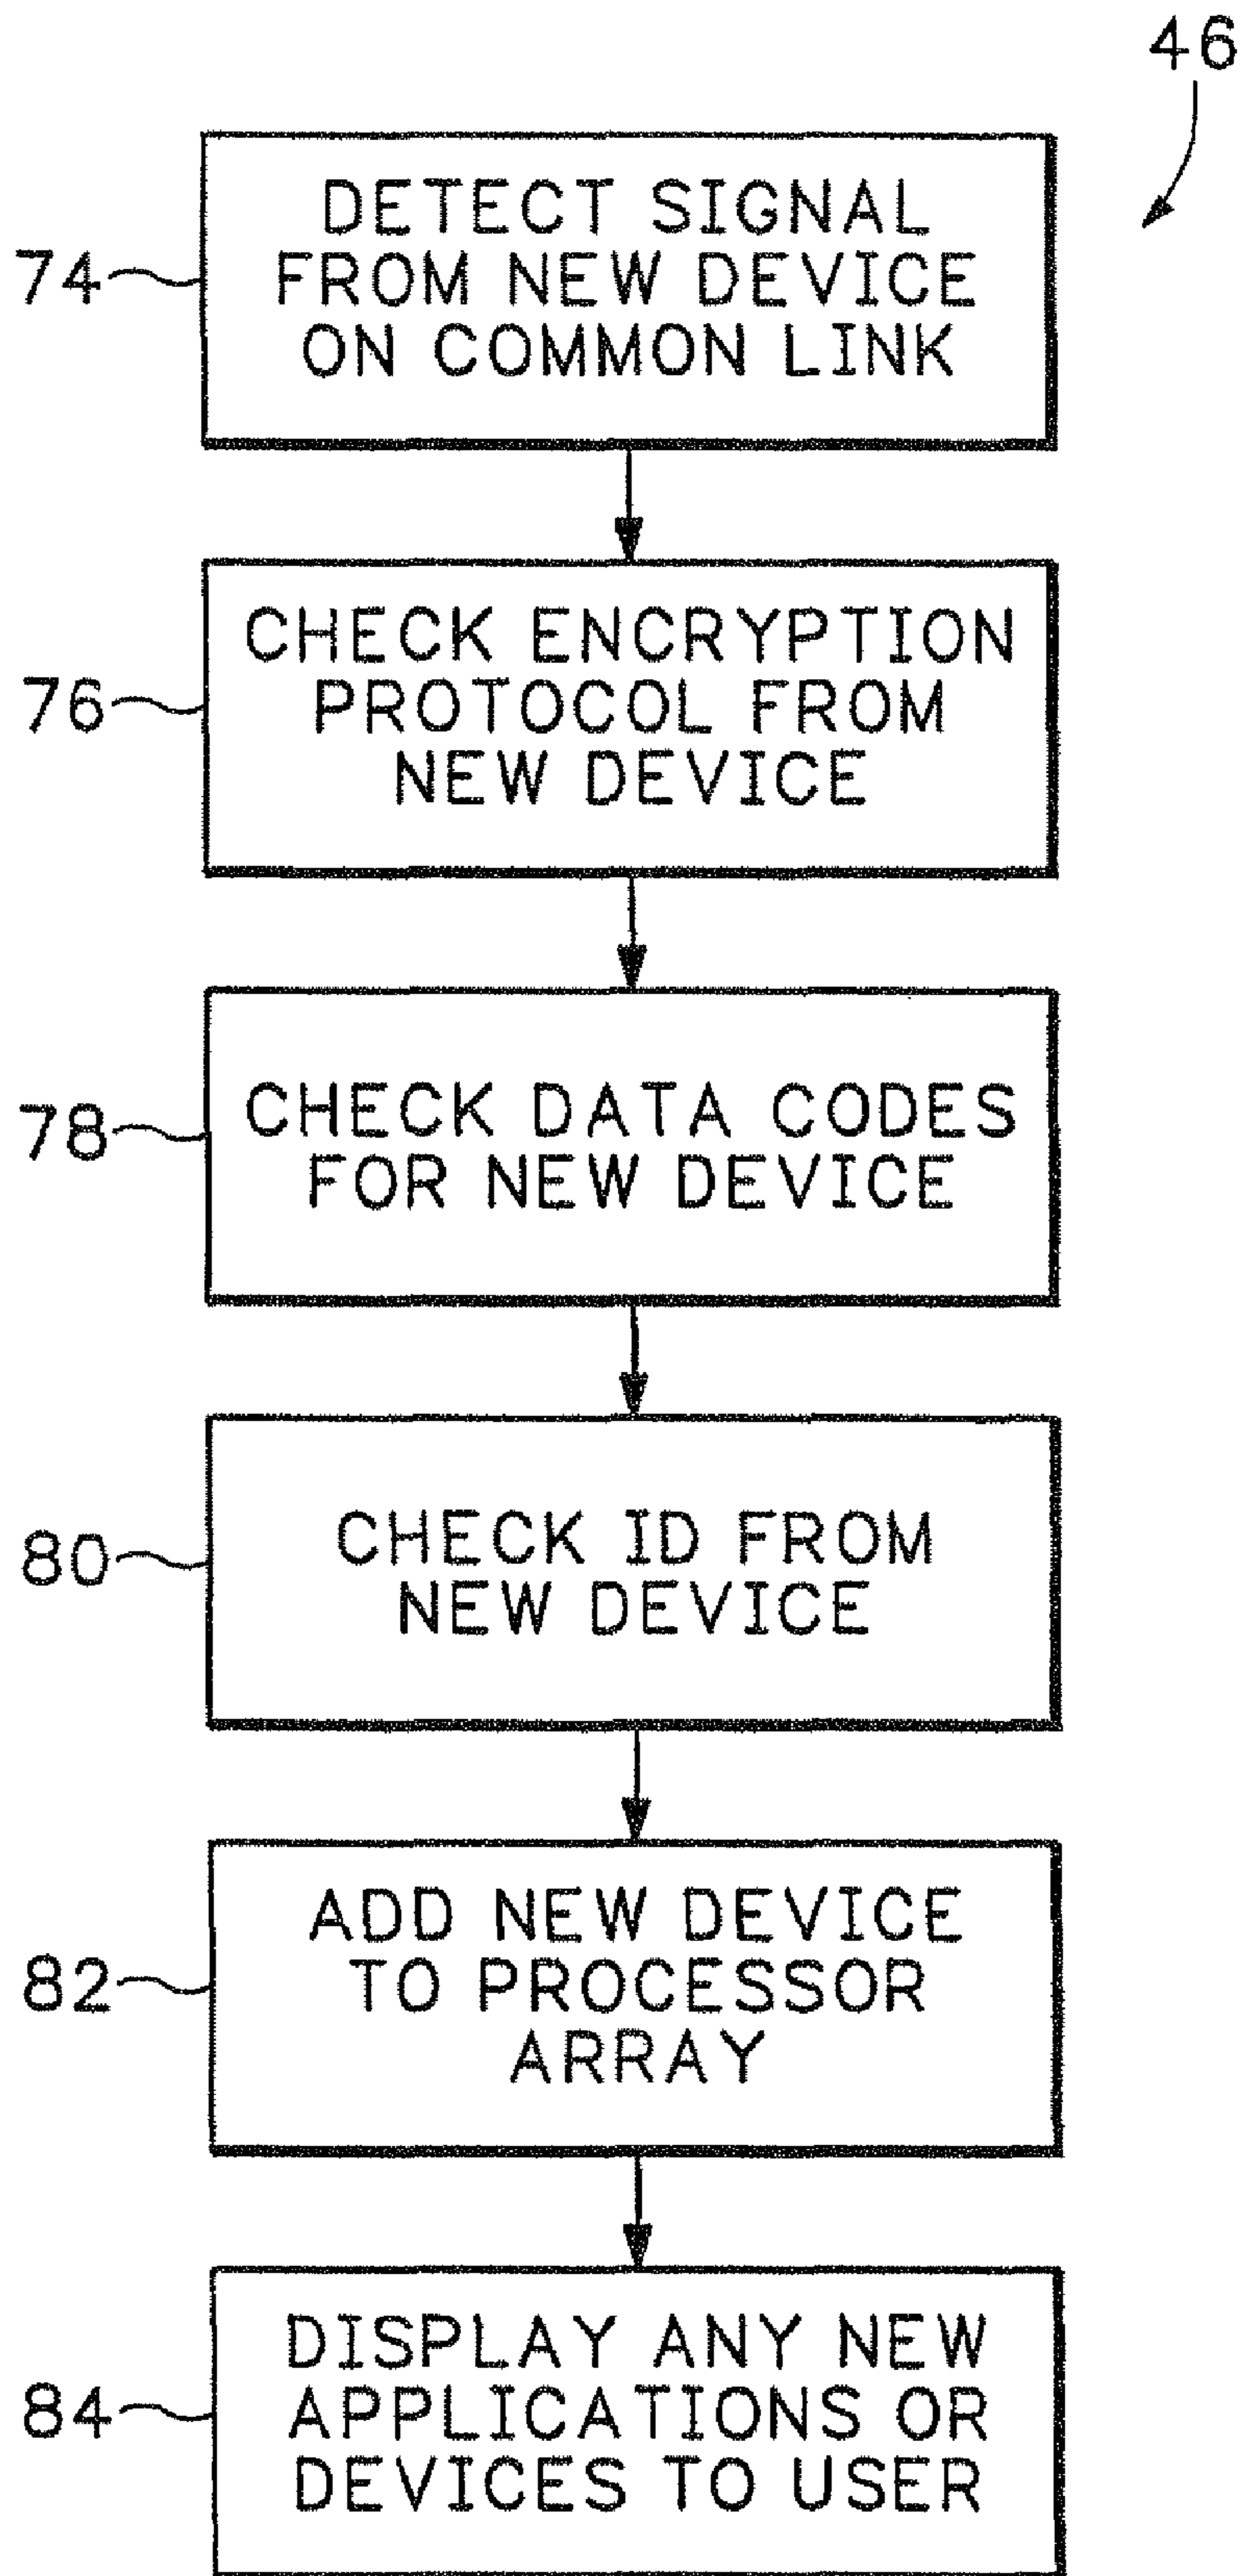 46
74
DETECT SIGNAL
FROM NEW DEVICE
ON COMMON LINK
76
CHECK ENCRYPTION
PROTOCOL FROM
NEW DEVICE
78
CHECK DATA CODES
FOR NEW DEVICE
80
CHECK ID FROM
NEW DEVICE
82
ADD NEW DEVICE
TO PROCESSOR
ARRAY
84
DISPLAY ANY NEW
APPLICATIONS OR
DEVICES TO USER